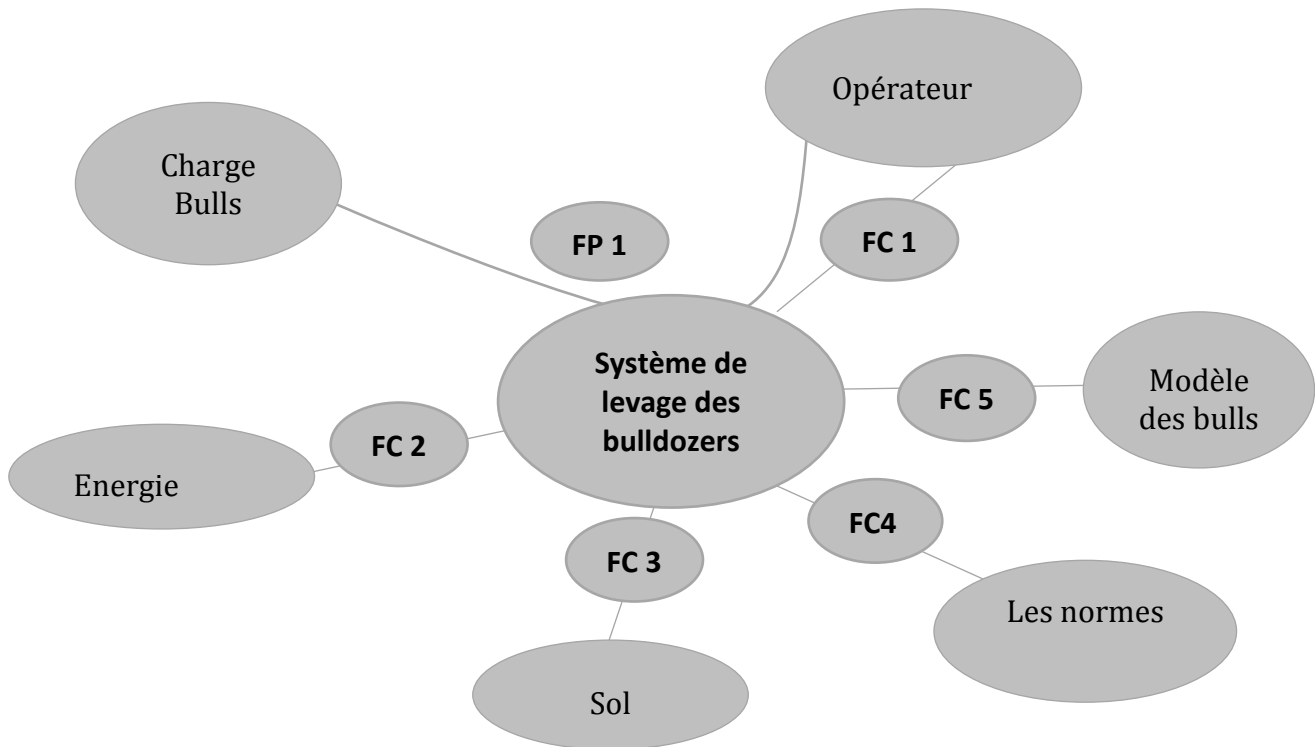 Opérateur
Charge
Bulls
FP 1
FC 1
Système de
levage des
bulldozers
FC 5
Modèle
des bulls
FC 2
Energie
FC4
FC 3
Les normes
Sol